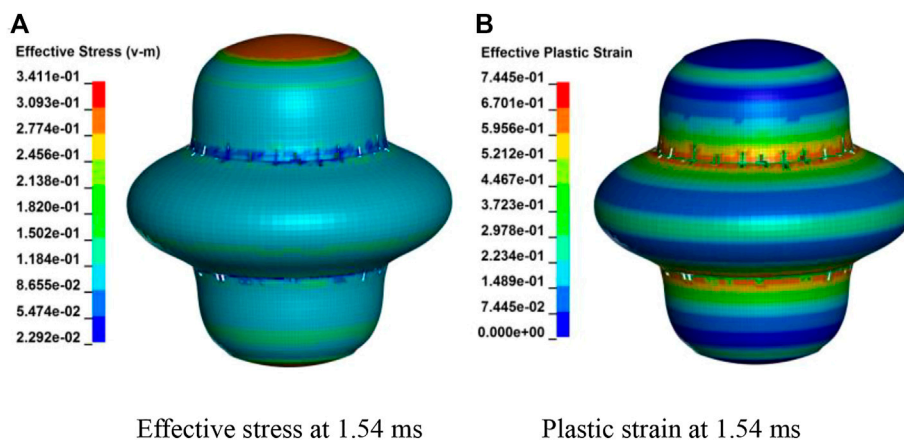 A
Effective Stress (v-m)
3.411e-01
3.093e-01
2.774e-01
2.456e-01
2.138e-01
1.820e-01
1.502e-01
1.184e-01
8.655e-02
5.474e-02
2.292e-02
Effective stress at 1.54 ms
B
Effective Plastic Strain
7.445e-01
6.701e-01
5.956e-01
5.212e-01
4.467e-01
3.723e-01
2.978e-01
2.234e-01
1.489e-01
7.445e-02
0.000e+00
Plastic strain at 1.54 ms